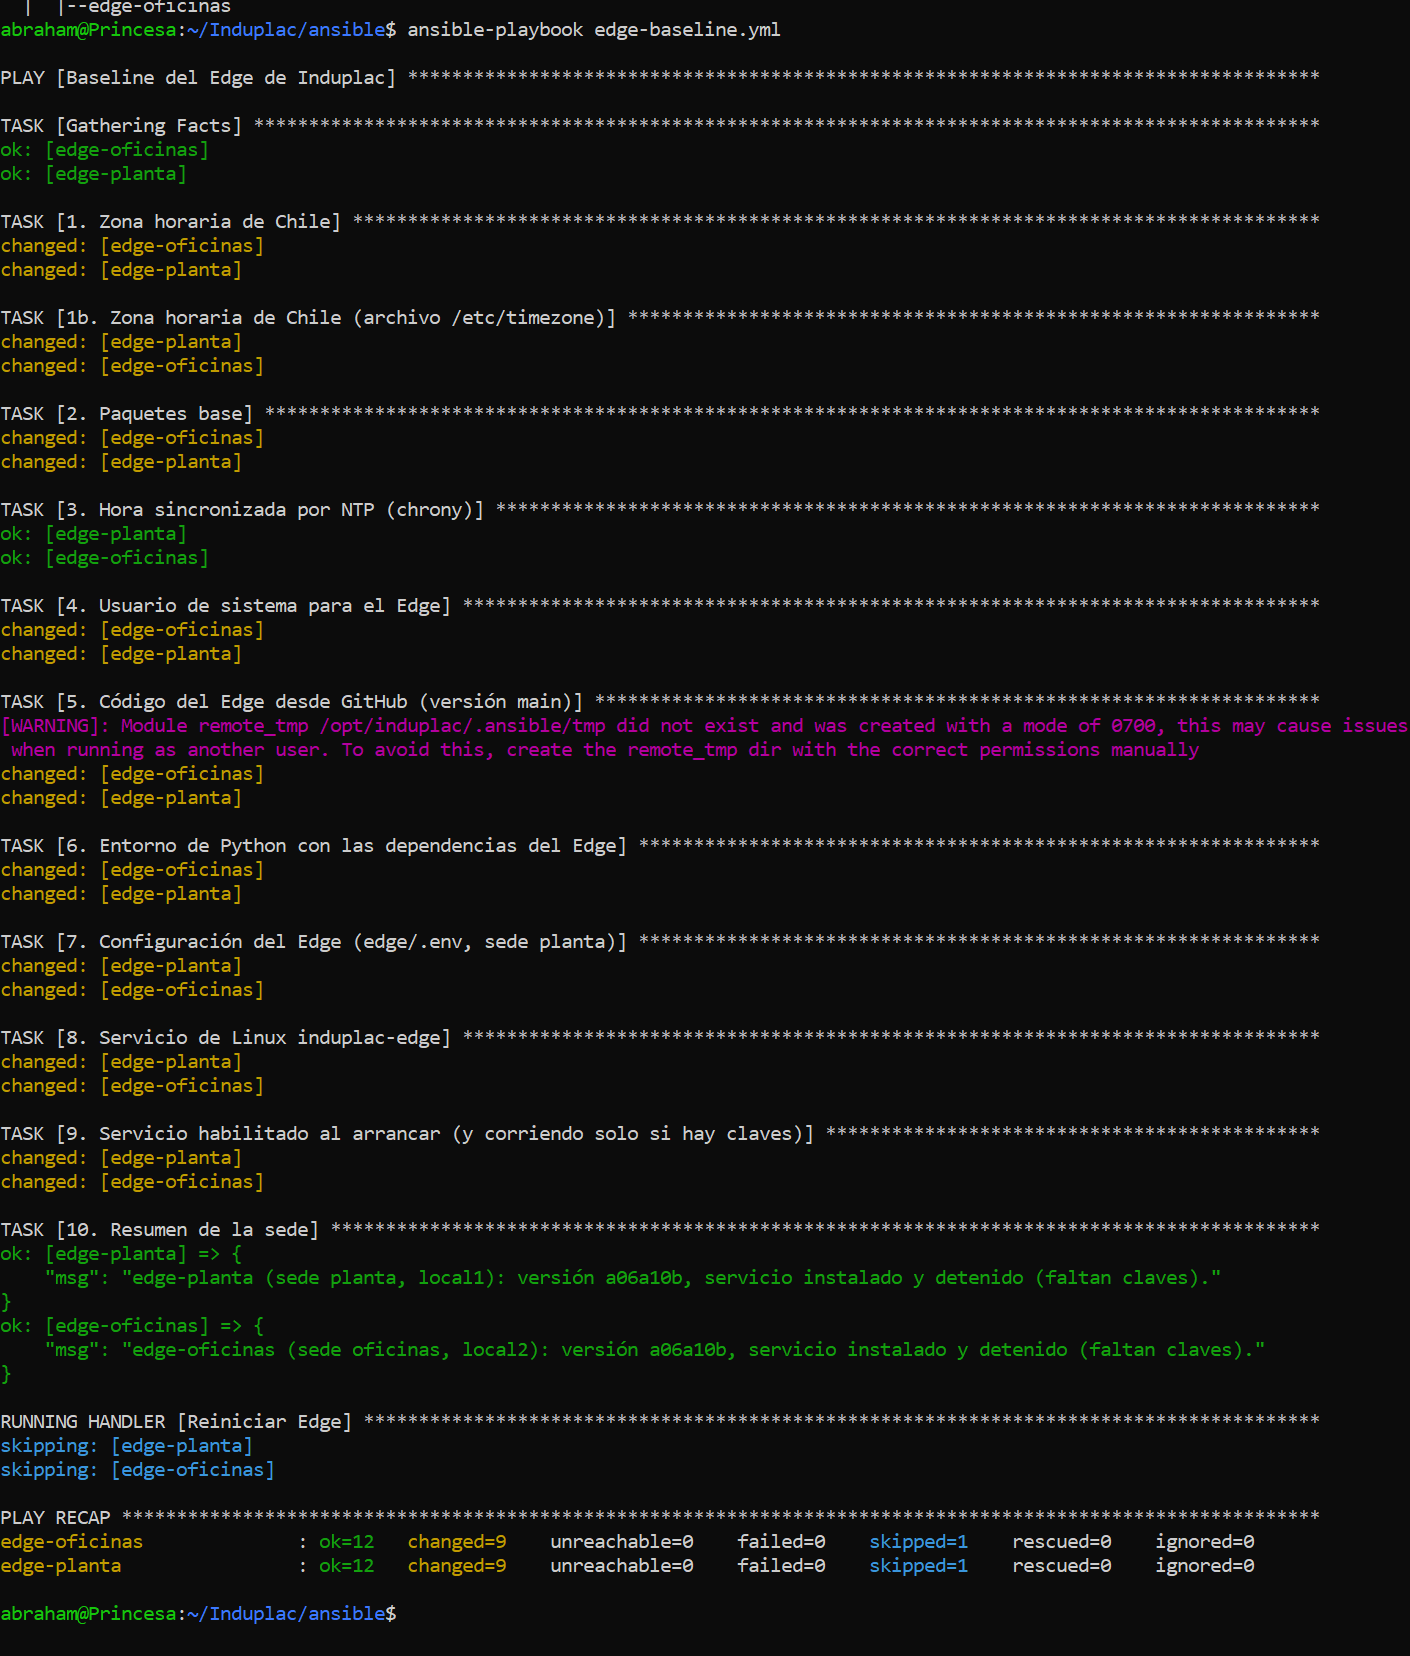 |  |--edge-oficinas
abraham@Princesa:~/Induplac/ansible$ ansible-playbook edge-baseline.yml
PLAY [Baseline del Edge de Induplac] ***********************************************************************************
TASK [Gathering Facts] *************************************************************************************************
ok: [edge-oficinas]
ok: [edge-planta]
TASK [1. Zona horaria de Chile] ****************************************************************************************
changed: [edge-oficinas]
changed: [edge-planta]
TASK [1b. Zona horaria de Chile (archivo /etc/timezone)] ***************************************************************
changed: [edge-planta]
changed: [edge-oficinas]
TASK [2. Paquetes base] ************************************************************************************************
changed: [edge-oficinas]
changed: [edge-planta]
TASK [3. Hora sincronizada por NTP (chrony)] ***************************************************************************
ok: [edge-planta]
ok: [edge-oficinas]
TASK [4. Usuario de sistema para el Edge] ******************************************************************************
changed: [edge-oficinas]
changed: [edge-planta]
TASK [5. Código del Edge desde GitHub (versión main)] ******************************************************************
[WARNING]: Module remote_tmp /opt/induplac/.ansible/tmp did not exist and was created with a mode of 0700, this may cause issues
when running as another user. To avoid this, create the remote_tmp dir with the correct permissions manually
changed: [edge-oficinas]
changed: [edge-planta]
TASK [6. Entorno de Python con las dependencias del Edge] **************************************************************
changed: [edge-oficinas]
changed: [edge-planta]
TASK [7. Configuración del Edge (edge/.env, sede planta)] **************************************************************
changed: [edge-planta]
changed: [edge-oficinas]
TASK [8. Servicio de Linux induplac-edge] ******************************************************************************
changed: [edge-planta]
changed: [edge-oficinas]
TASK [9. Servicio habilitado al arrancar (y corriendo solo si hay claves)] *********************************************
changed: [edge-planta]
changed: [edge-oficinas]
TASK [10. Resumen de la sede] ******************************************************************************************
ok: [edge-planta] => {
"msg": "edge-planta (sede planta, local1): versión a06a10b, servicio instalado y detenido (faltan claves)."
}
ok: [edge-oficinas] => {
"msg": "edge-oficinas (sede oficinas, local2): versión a06a10b, servicio instalado y detenido (faltan claves)."
}
RUNNING HANDLER [Reiniciar Edge] ***************************************************************************************
skipping: [edge-planta]
skipping: [edge-oficinas]
PLAY RECAP *************************************************************************************************************
edge-oficinas              : ok=12   changed=9    unreachable=0    failed=0    skipped=1    rescued=0    ignored=0
edge-planta                : ok=12   changed=9    unreachable=0    failed=0    skipped=1    rescued=0    ignored=0
abraham@Princesa:~/Induplac/ansible$